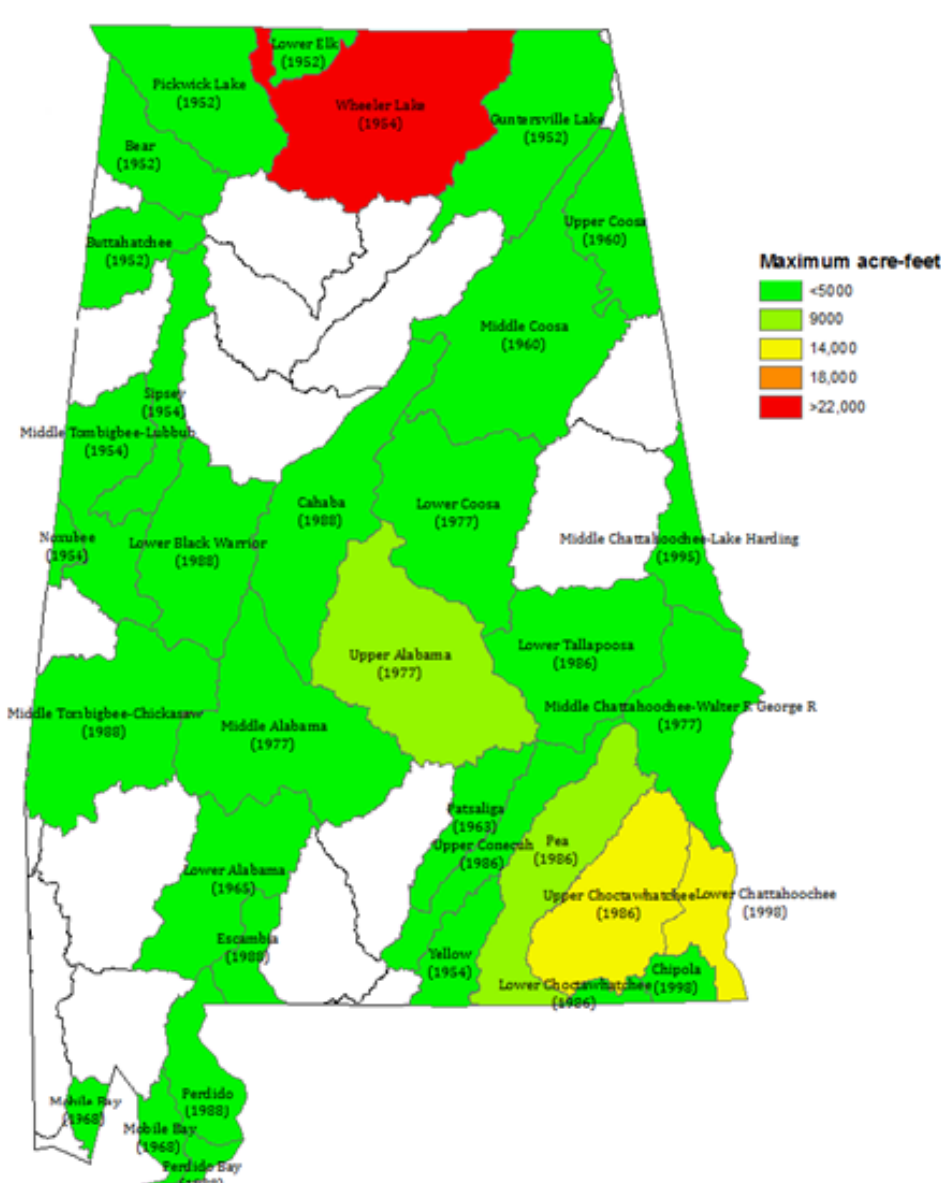 Lower Elk
(1952)
Pickwick Lake
(1952)
Wheeler Lake
(1954)
Guntersville Lake
(1952)
Bear
(1952)
Upper Coosa
(1960)
Buttahatchee
(1952)
Maximum acre-feet
<5000
9000
14,000
18,000
>22,000
Middle Coosa
(1960)
Sipsey
(1954)
Middle Tombigbee-Lubbub
(1954)
Cahaba
(1988)
Lower Coosa
(1977)
Noxubee
(1954)
Lower Black Warrior
(1988)
Middle Chattahoochee-Lake Harding
(1995)
Upper Alabama
(1977)
Lower Tallapoosa
(1986)
Middle Tombigbee-Chickasaw
(1988)
Middle Alabama
(1977)
Middle Chattahoochee-Walter R George R
(1977)
Patsaliga
(1963)
Upper Conecuh
(1986)
Pea
(1986)
Lower Alabama
(1965)
Upper Choctawhatchee
(1986)
Lower Chattahoochee
(1998)
Escambia
(1988)
Yellow
(1954)
Chipola
(1998)
Lower Choctawhatchee
(1986)
Mobile Bay
(1968)
Perdido
(1988)
Mobile Bay
(1968)
Perdido Bay